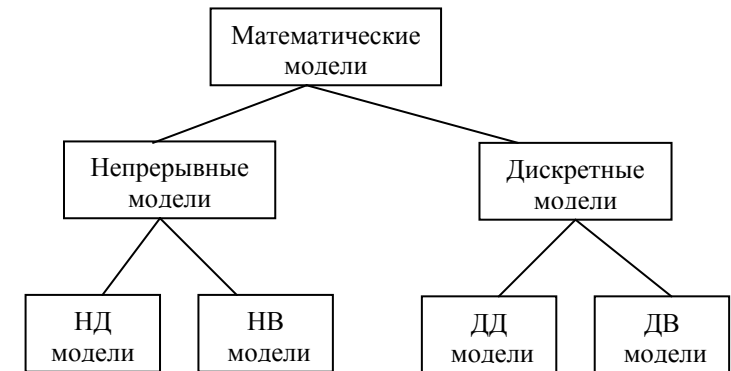 Математические
модели
Непрерывные
модели
Дискретные
модели
НД
модели
НВ
модели
ДД
модели
ДВ
модели